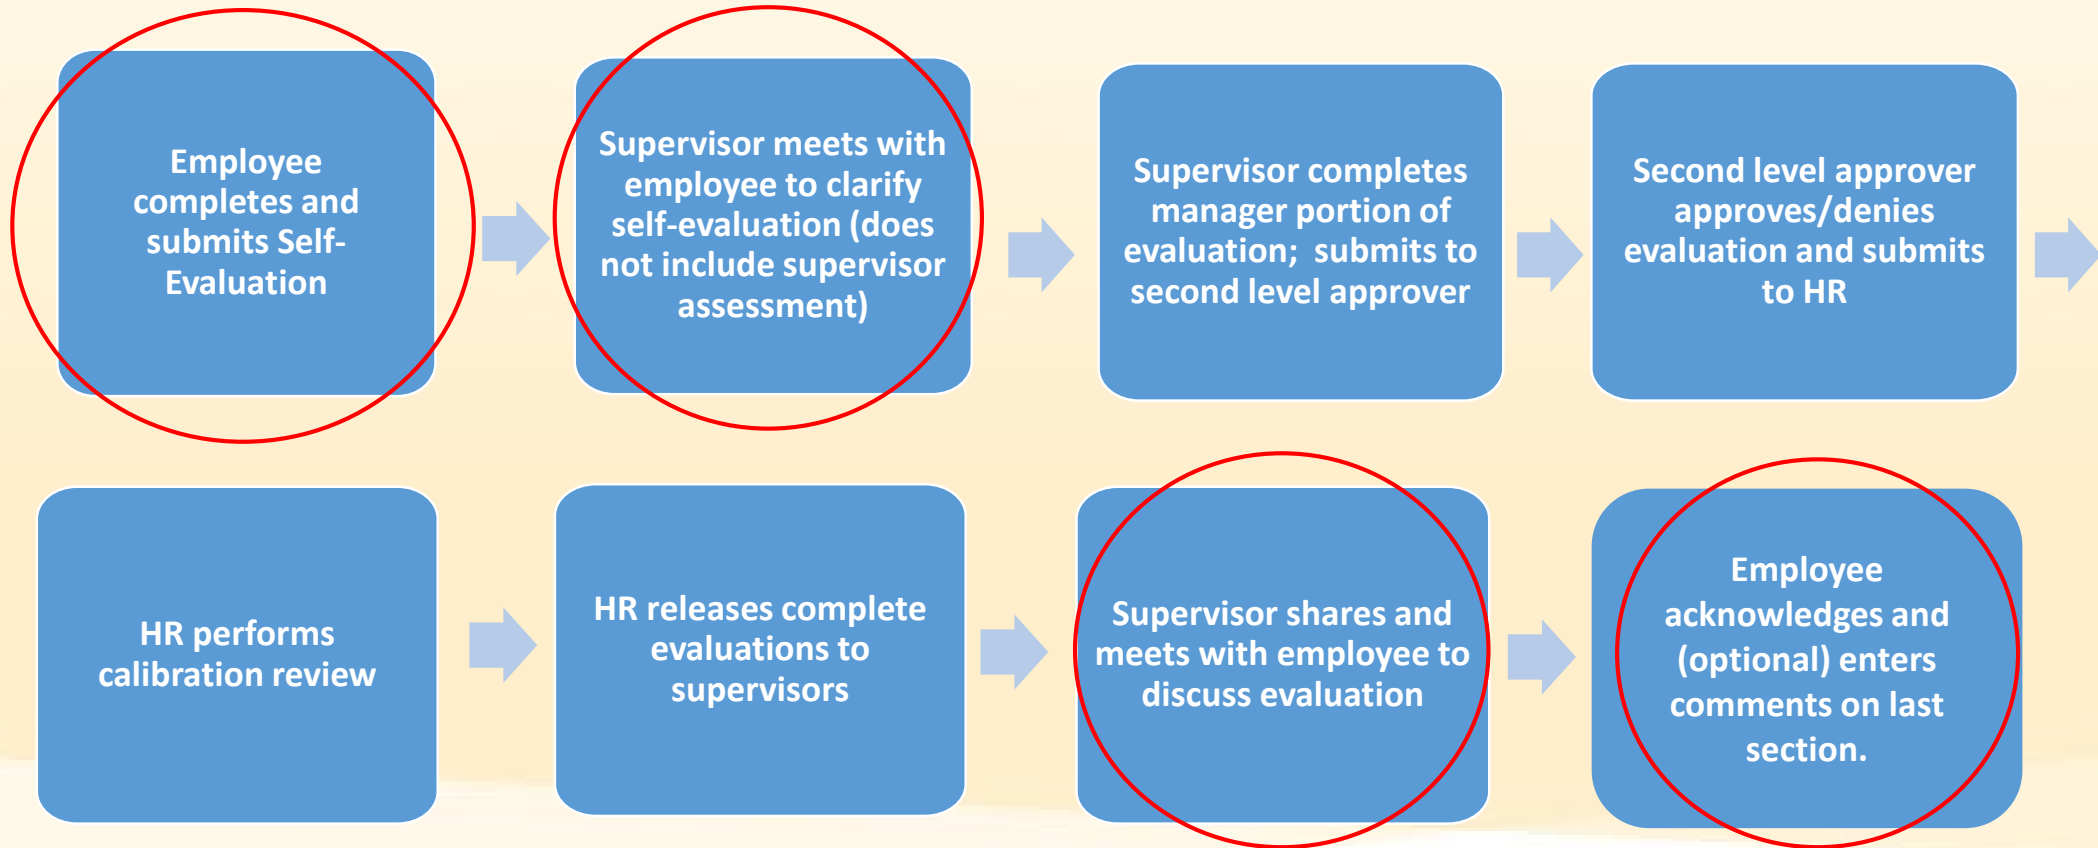 Employee
completes and
submits Self-
Evaluation
Supervisor meets with
employee to clarify
self-evaluation (does
not include supervisor
assessment)
Supervisor completes
manager portion of
evaluation;  submits to
second level approver
Second level approver
approves/denies
evaluation and submits
to HR
HR performs
calibration review
HR releases complete
evaluations to
supervisors
Supervisor shares and
meets with employee to
discuss evaluation
Employee
acknowledges and
(optional) enters
comments on last
section.